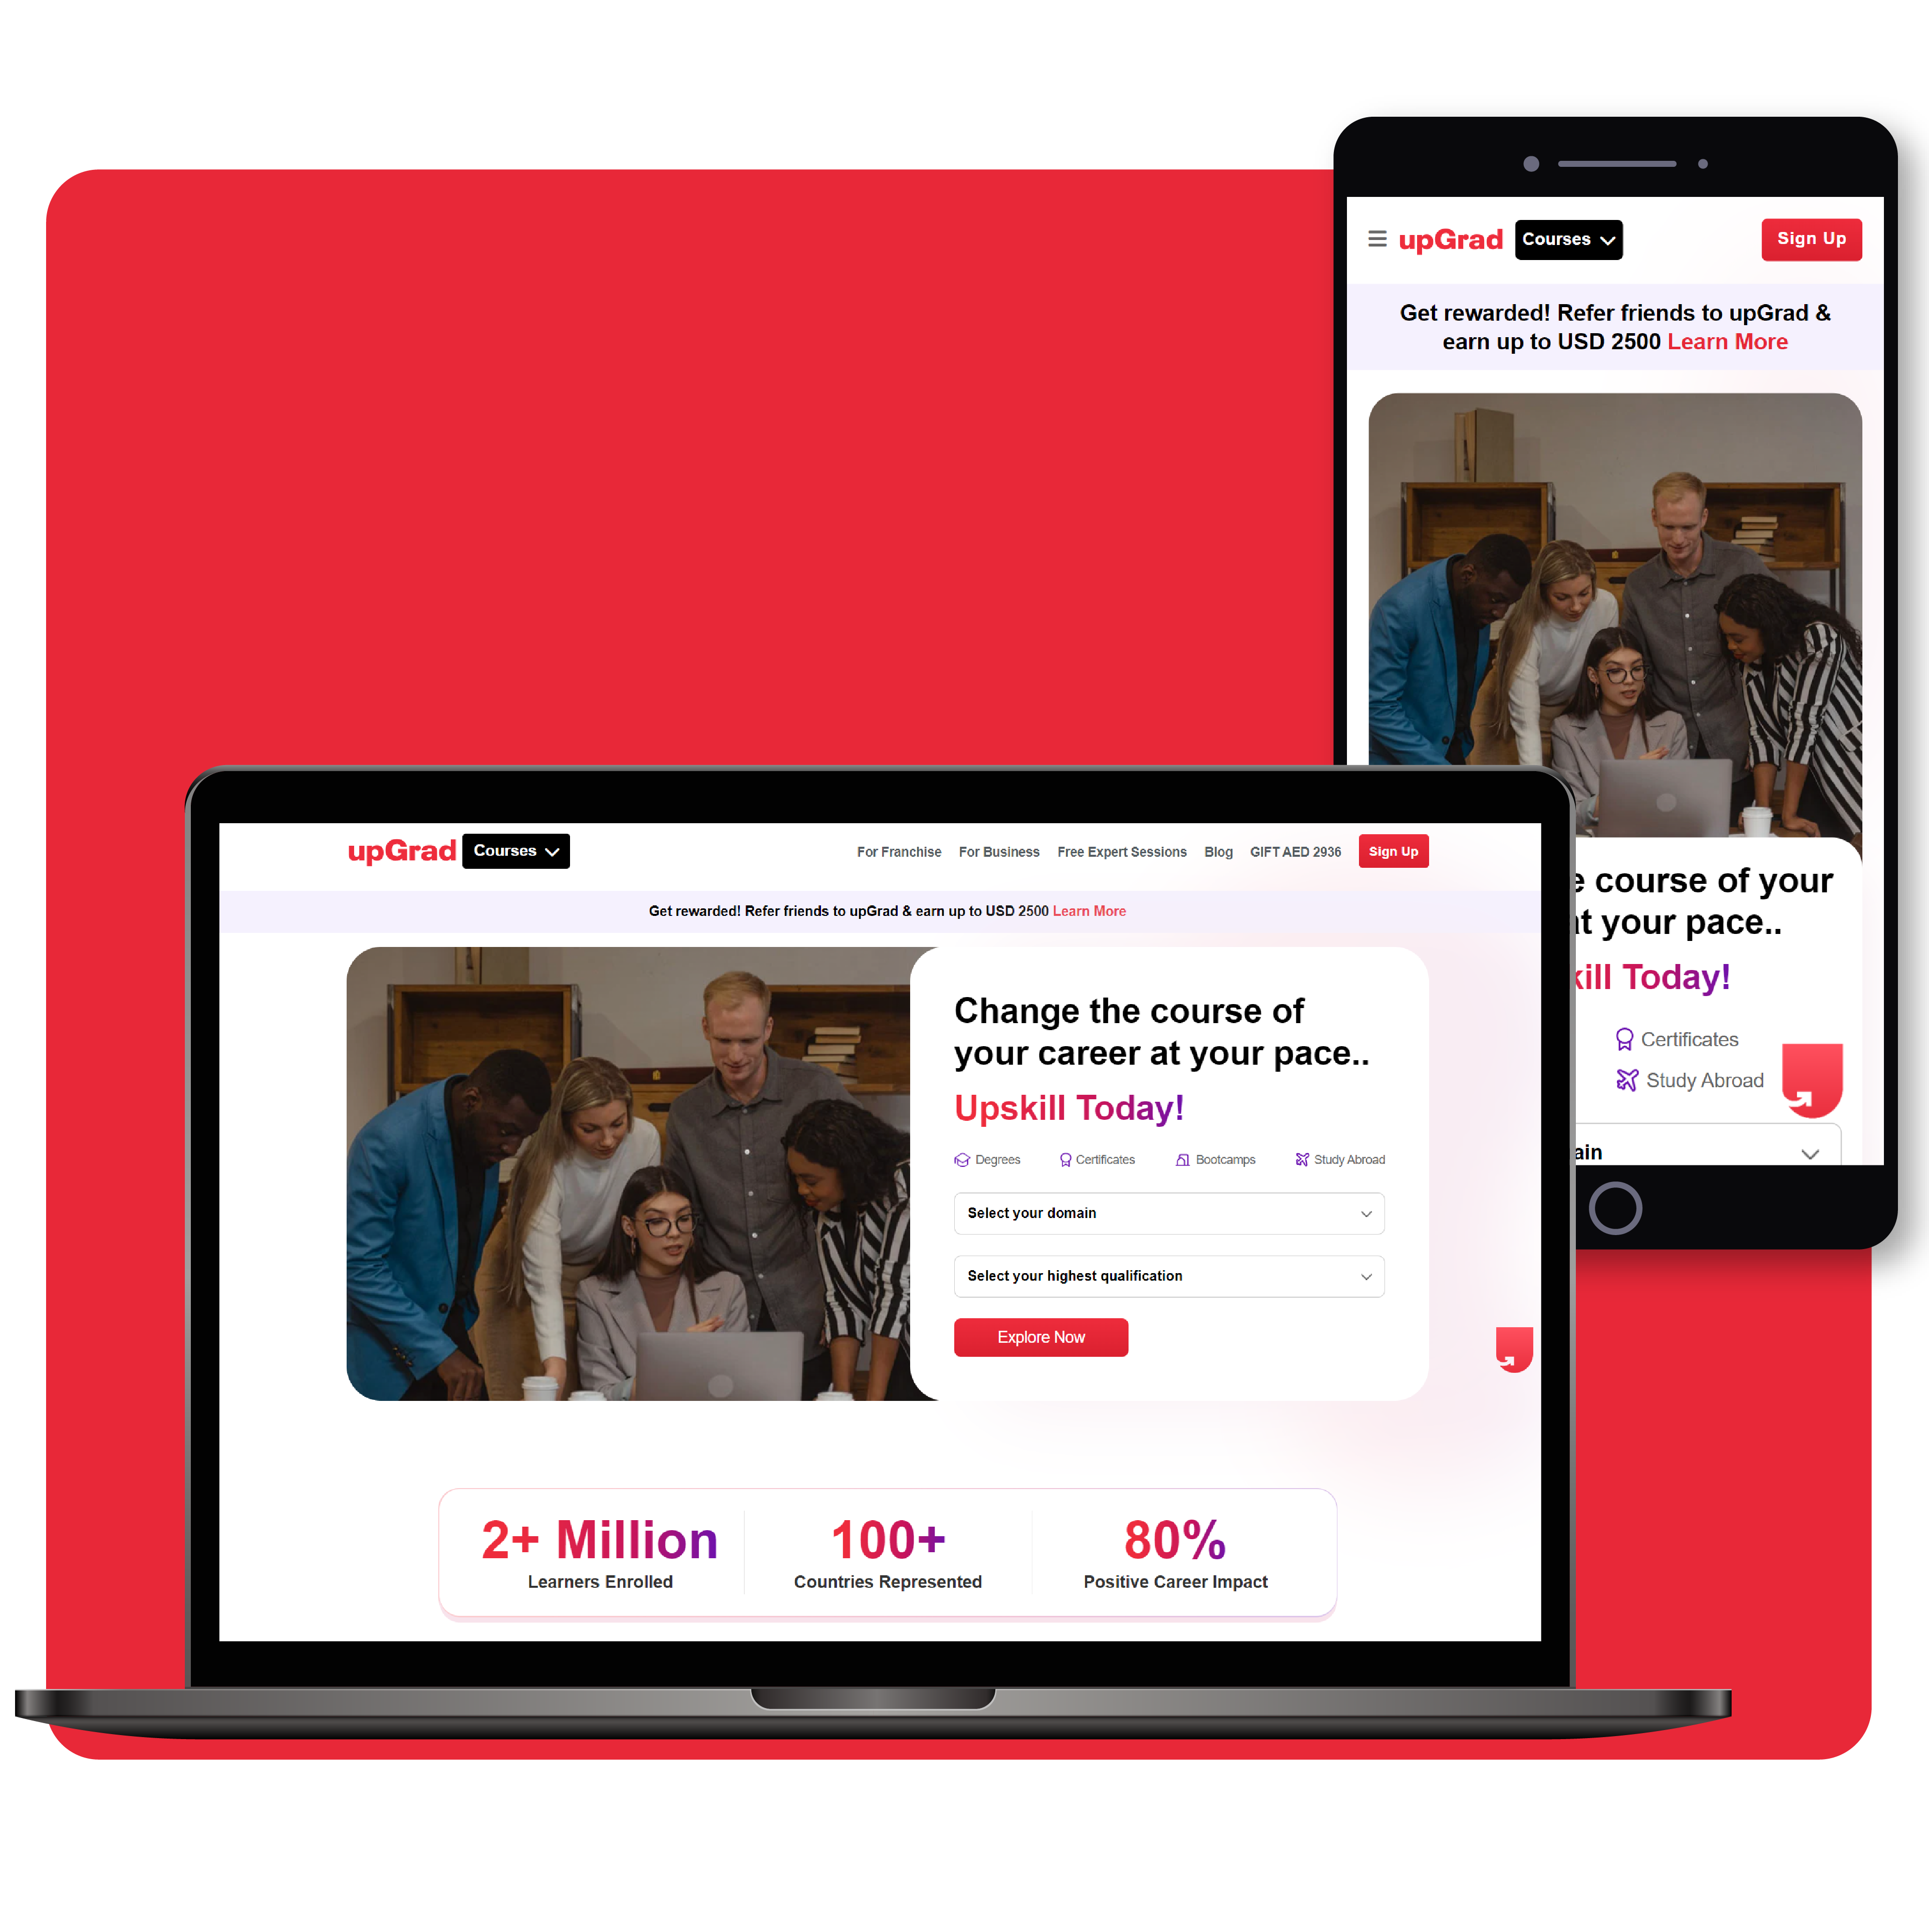 upGrad
Courses
Sign Up
Get rewarded! Refer friends to upGrad &
earn up to USD 2500 Learn More
course of your
at your pace..
kill Today!
Certificates
Study Abroad
ain
upGrad
Courses
For Franchise
For Business
Free Expert Sessions
Blog
GIFT AED 2936
Sign Up
Get rewarded! Refer friends to upGrad & earn up to USD 2500 Learn More
Change the course of
your career at your pace..
Upskill Today!
Degrees
Certificates
Bootcamps
Study Abroad
Select your domain
Select your highest qualification
Explore Now
2+ Million
Learners Enrolled
100+
Countries Represented
80%
Positive Career Impact